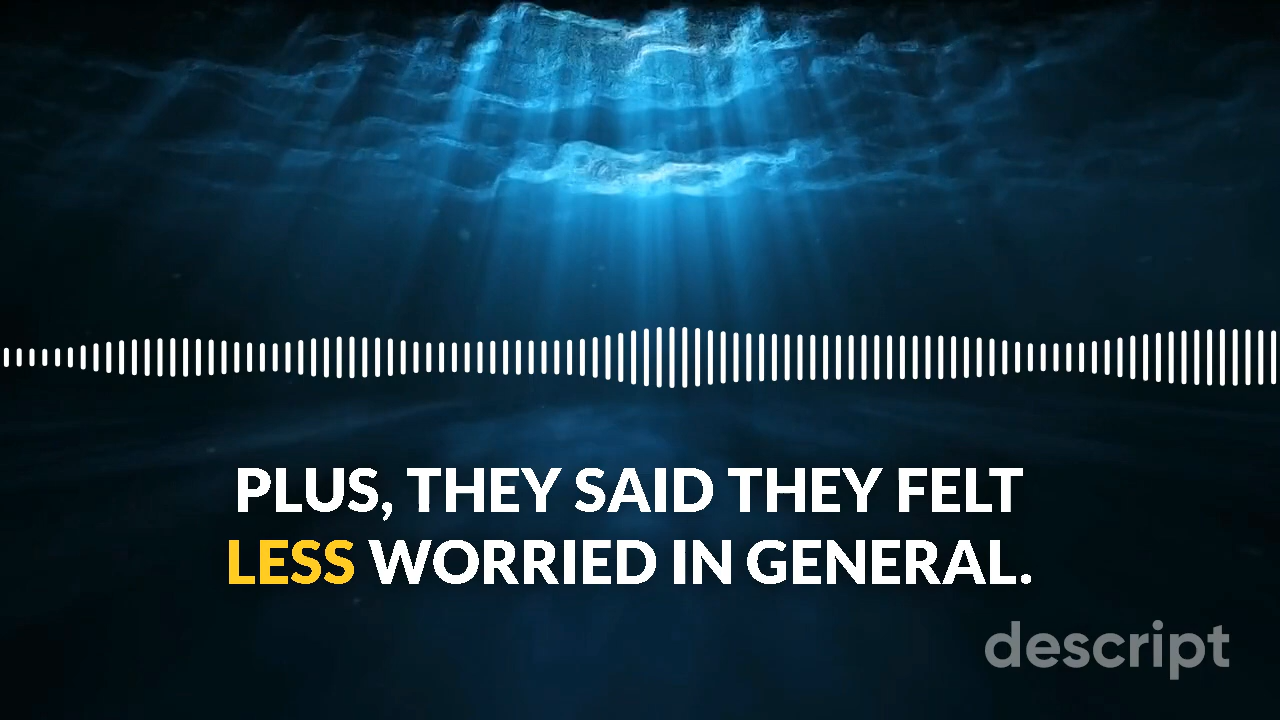 PLUS, THEY SAID THEY FELT
LESS WORRIED IN GENERAL.
descript